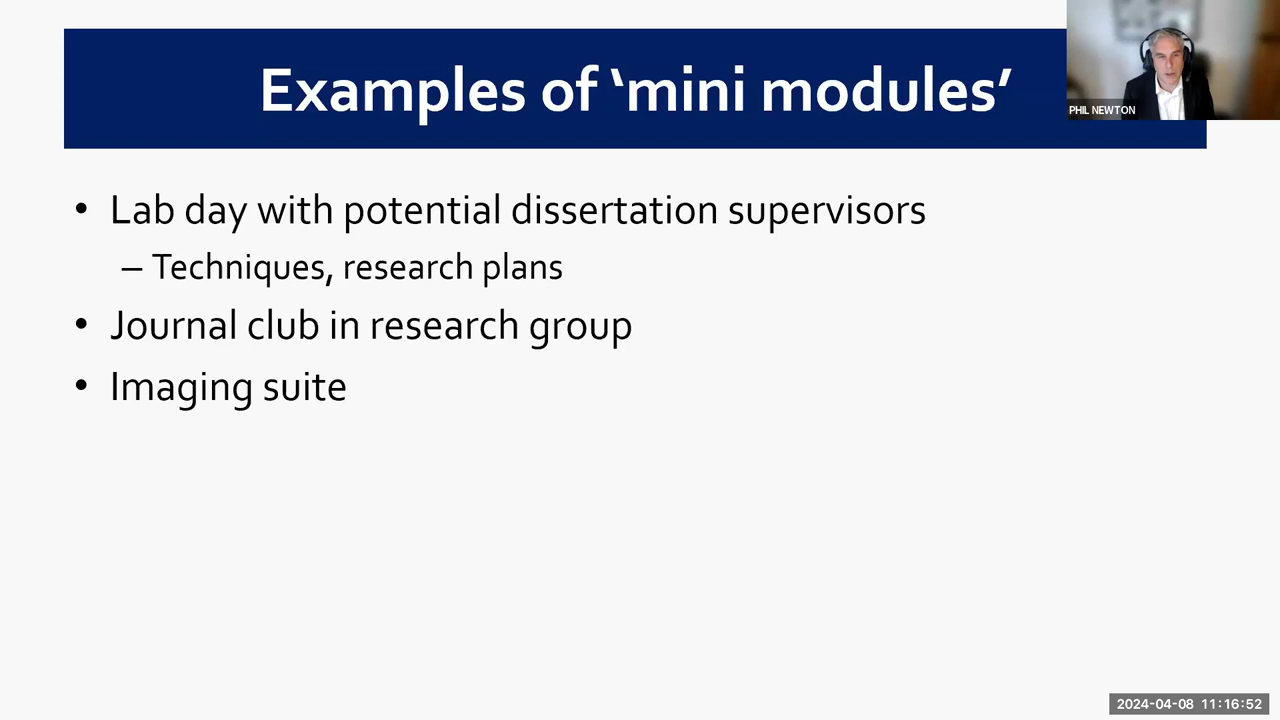 Examples of ‘mini modules’
PHIL NEWTON
• Lab day with potential dissertation supervisors
– Techniques, research plans
• Journal club in research group
• Imaging suite
2024-04-08 11:16:52